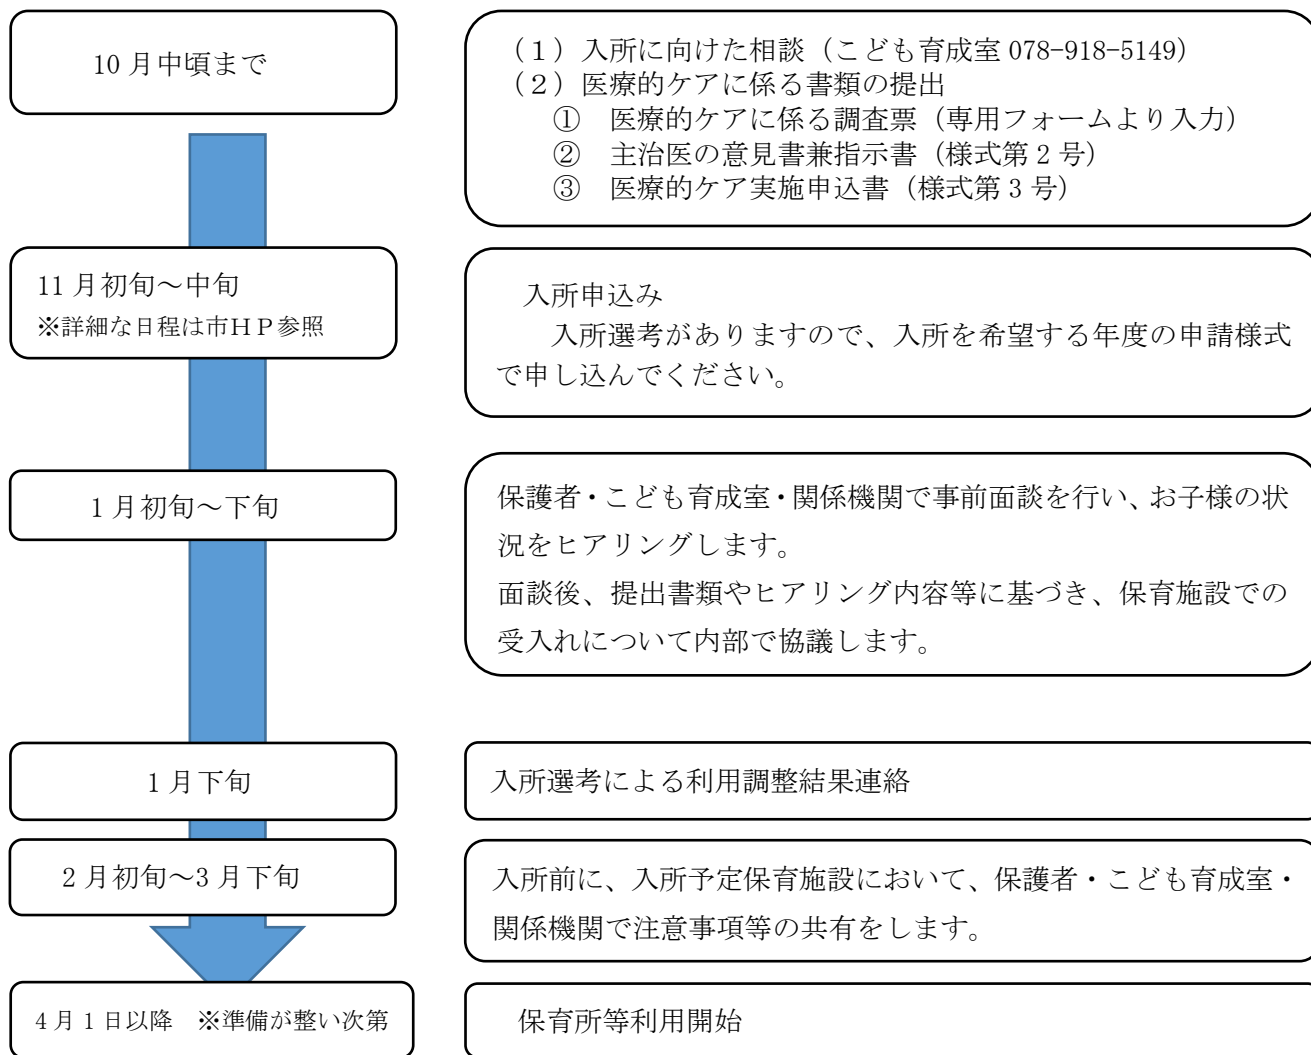 10月中頃まで
（１）入所に向けた相談（こども育成室 078-918-5149）
（２）医療的ケアに係る書類の提出
①　医療的ケアに係る調査票（専用フォームより入力）
②　主治医の意見書兼指示書（様式第2号）
③　医療的ケア実施申込書（様式第3号）
11月初旬～中旬
※詳細な日程は市ＨＰ参照
入所申込み
入所選考がありますので、入所を希望する年度の申請様式
で申し込んでください。
1月初旬～下旬
保護者・こども育成室・関係機関で事前面談を行い、お子様の状
況をヒアリングします。
面談後、提出書類やヒアリング内容等に基づき、保育施設での
受入れについて内部で協議します。
1月下旬
入所選考による利用調整結果連絡
2月初旬～3月下旬
入所前に、入所予定保育施設において、保護者・こども育成室・
関係機関で注意事項等の共有をします。
4月1日以降　※準備が整い次第
保育所等利用開始